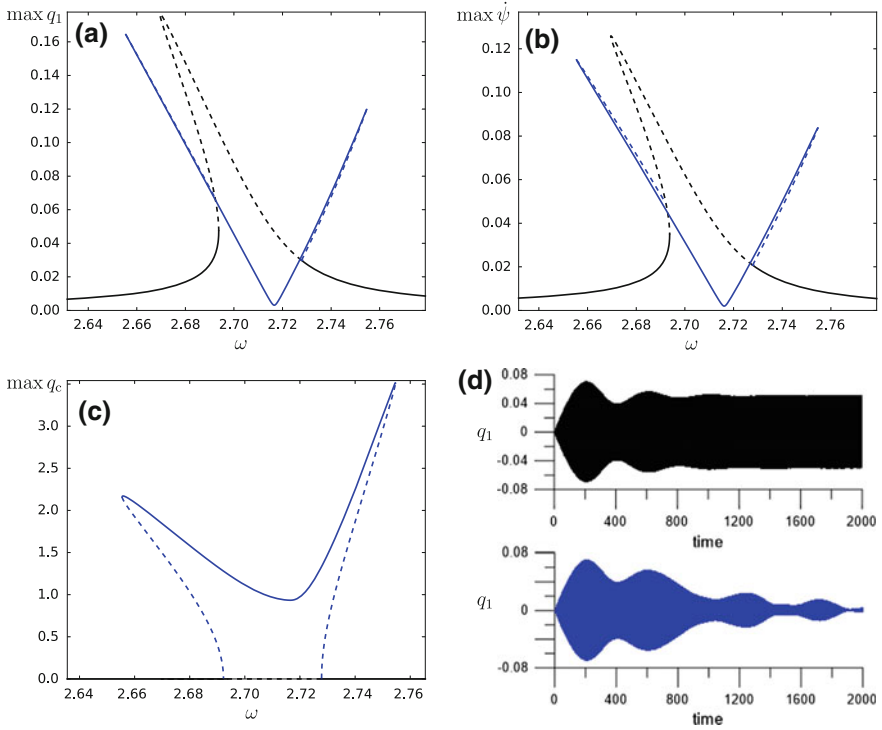 max q₁
(a)
0.16
0.14
0.12
0.10
0.08
0.06
0.04
0.02
0.00
2.64 2.66 2.68 2.70 2.72 2.74 2.76
ω
max ψ̇
(b)
0.12
0.10
0.08
0.06
0.04
0.02
0.00
2.64 2.66 2.68 2.70 2.72 2.74 2.76
ω
max q_c
(c)
3.0
2.5
2.0
1.5
1.0
0.5
0.0
2.64 2.66 2.68 2.70 2.72 2.74 2.76
ω
(d)
0.08
0.04
q₁ 0
-0.04
-0.08
0 400 800 1200 1600 2000
time
0.08
q₁ 0
-0.08
0 400 800 1200 1600 2000
time